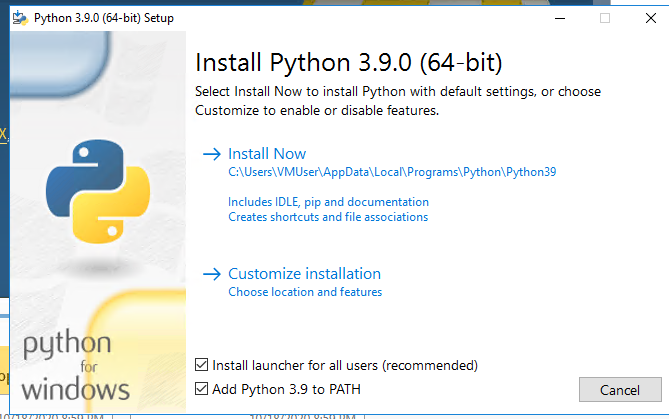 Python 3.9.0 (64-bit) Setup
Install Python 3.9.0 (64-bit)
Select Install Now to install Python with default settings, or choose
Customize to enable or disable features.
Install Now
C:\Users\VMUser\AppData\Local\Programs\Python\Python39
Includes IDLE, pip and documentation
Creates shortcuts and file associations
Customize installation
Choose location and features
Install launcher for all users (recommended)
Add Python 3.9 to PATH
Cancel
python
for
windows